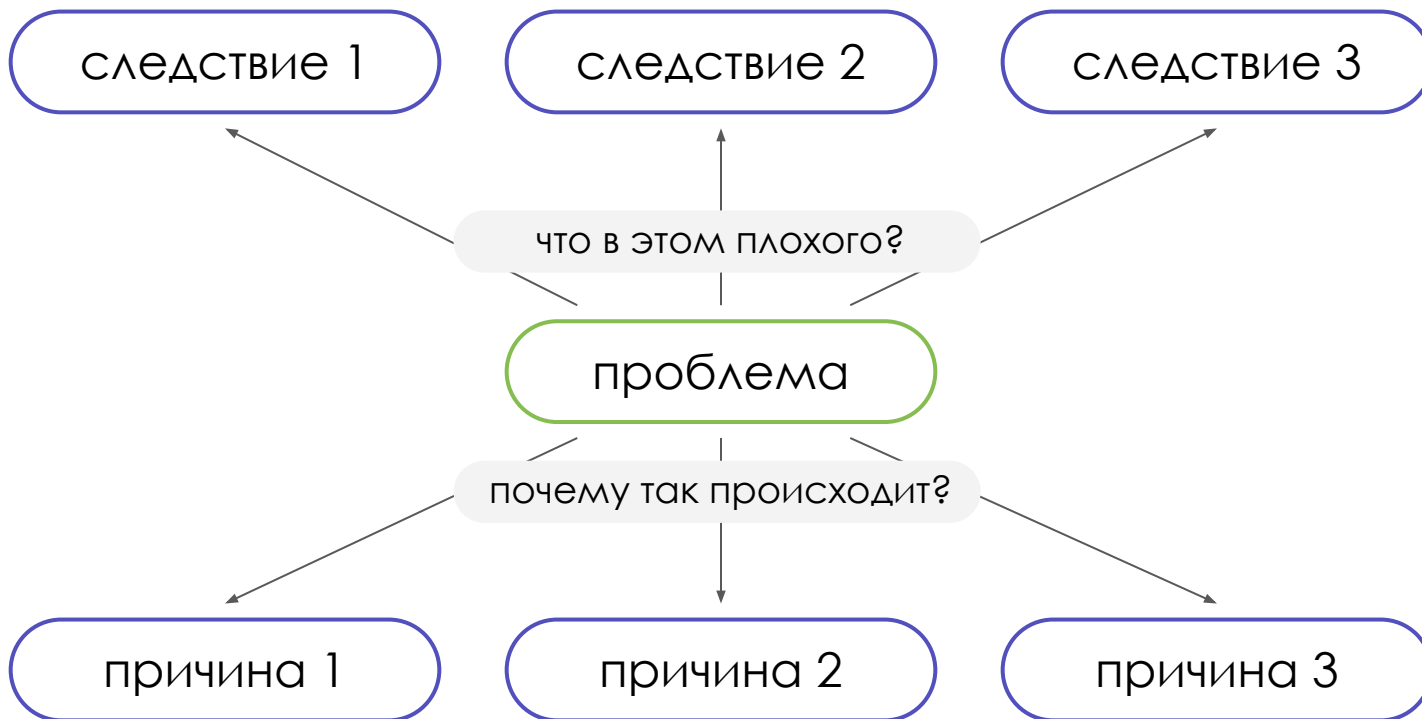 следствие 1
следствие 2
следствие 3
что в этом плохого?
проблема
почему так происходит?
причина 1
причина 2
причина 3